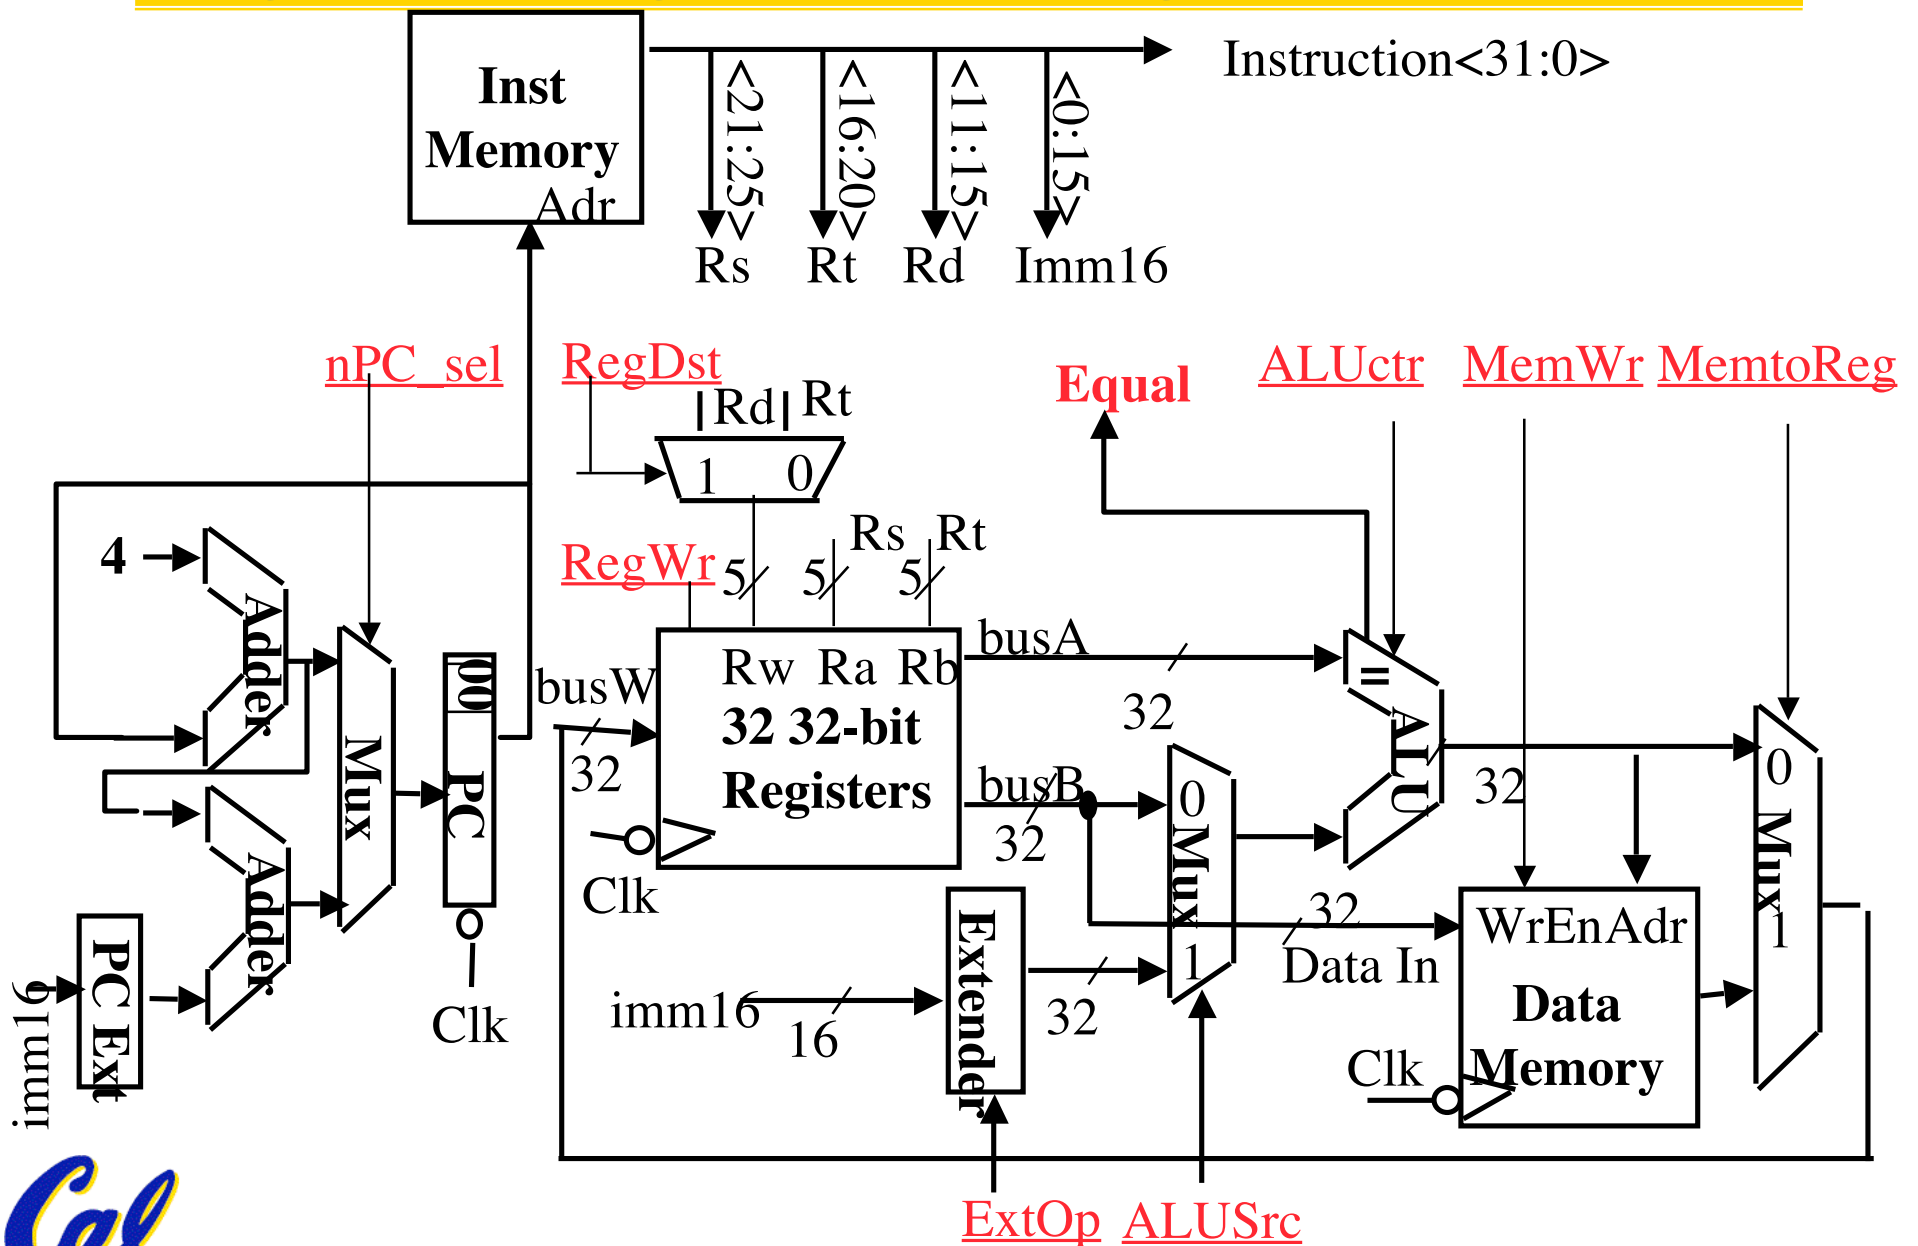 Instruction<31:0>
Inst
Memory
Adr
<21:25>
<16:20>
<11:15>
<0:15>
Rs
Rt
Rd
Imm16
nPC_sel
RegDst
Rd
Rt
Equal
ALUctr
MemWr
MemtoReg
1
0
4
Adder
RegWr
5
5
Rs
5
Rt
busW
32
Rw Ra Rb
32 32-bit
Registers
Clk
busA
32
busB
32
=
ALU
32
00
PC
Clk
Mux
Adder
PC Ext
imm16
imm16
16
Extender
32
0
Mux
1
32
Data In
WrEn Adr
Data
Memory
Clk
0
Mux
1
ExtOp
ALUSrc
Cal